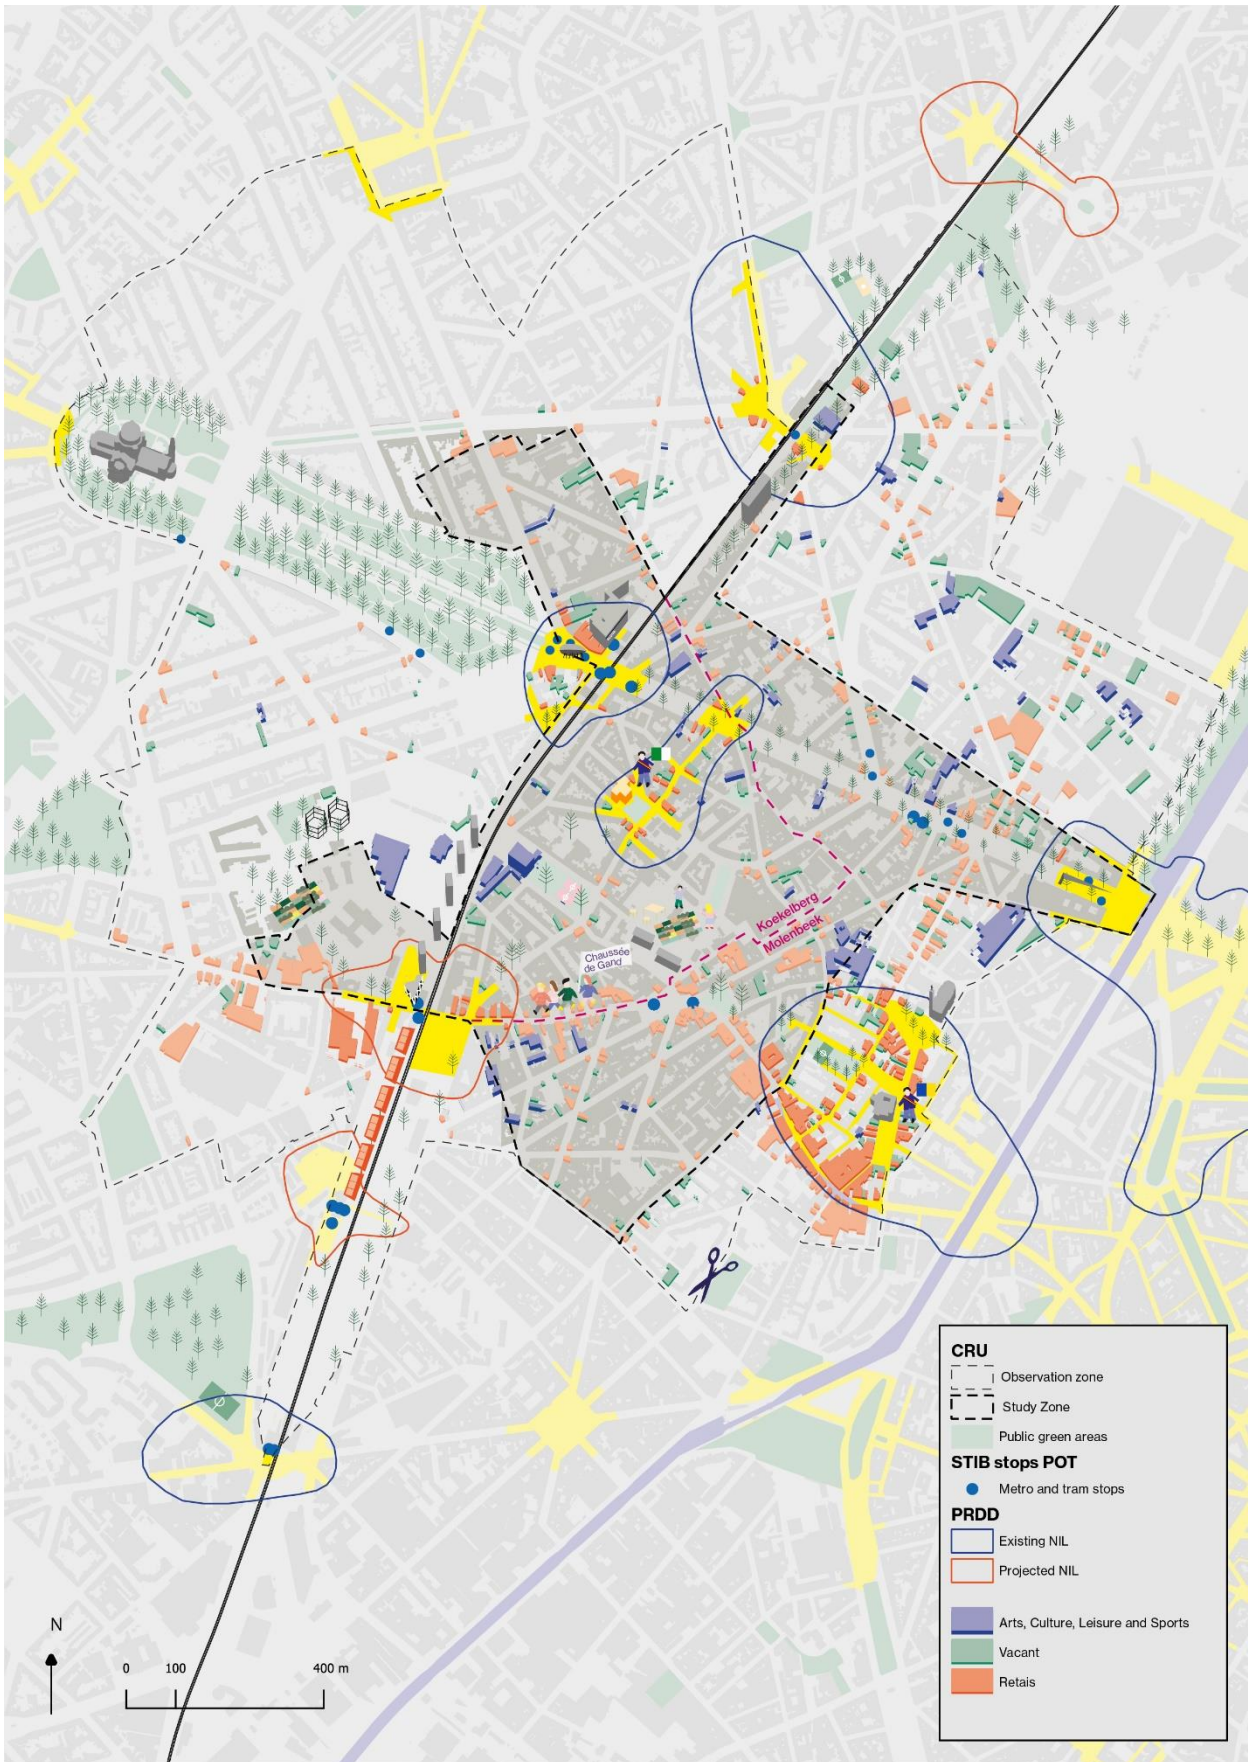 Koekelberg
Molenbeek
Chaussée
de Gand
CRU
Observation zone
Study Zone
Public green areas
STIB stops POT
Metro and tram stops
PRDD
Existing NIL
Projected NIL
Arts, Culture, Leisure and Sports
Vacant
Retais
N
0 100 400 m